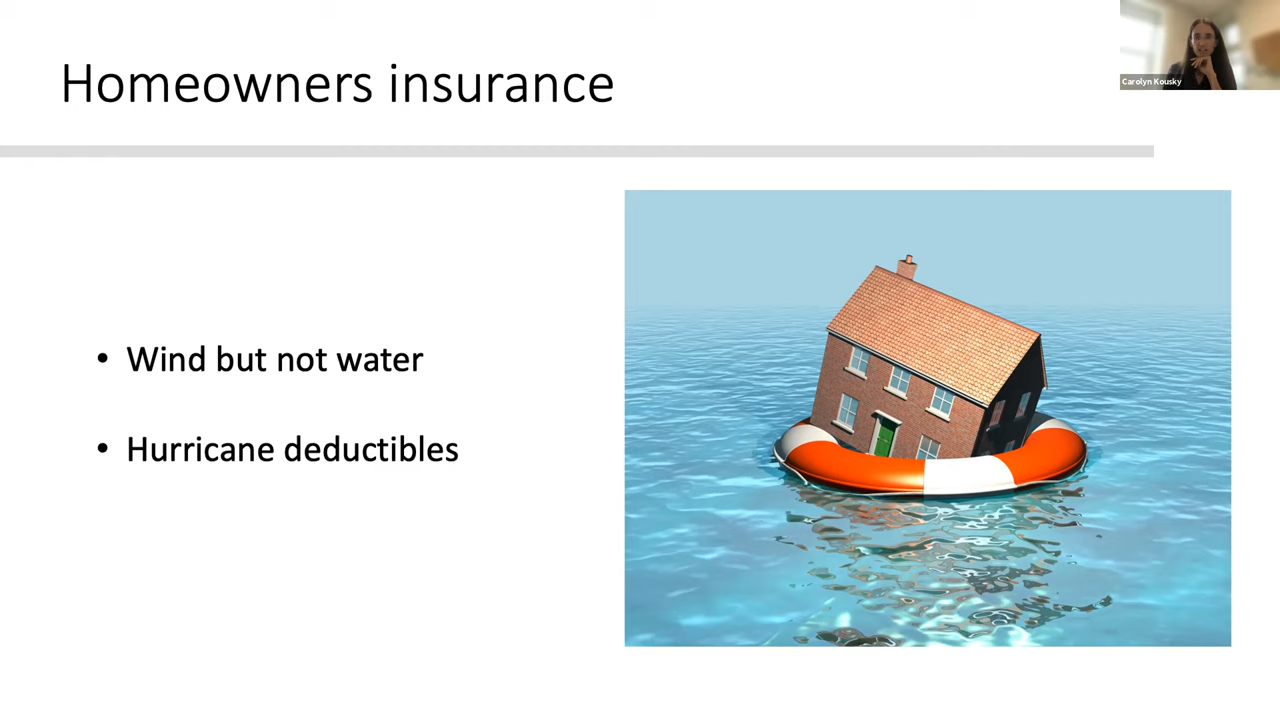 Homeowners insurance
Carolyn Kousky
• Wind but not water
• Hurricane deductibles